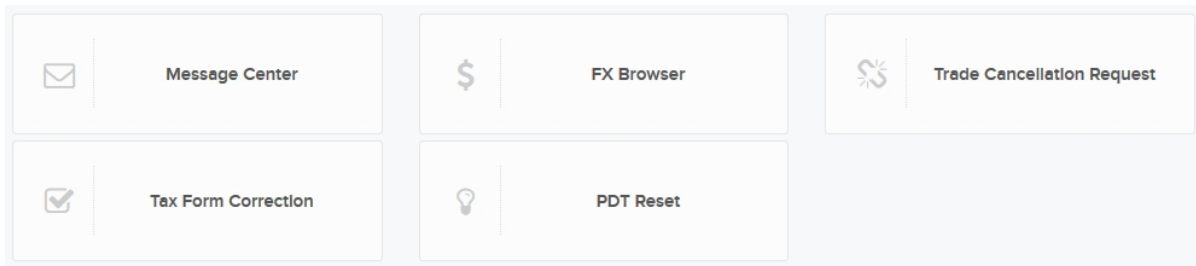 Message Center
FX Browser
Trade Cancellation Request
Tax Form Correction
PDT Reset